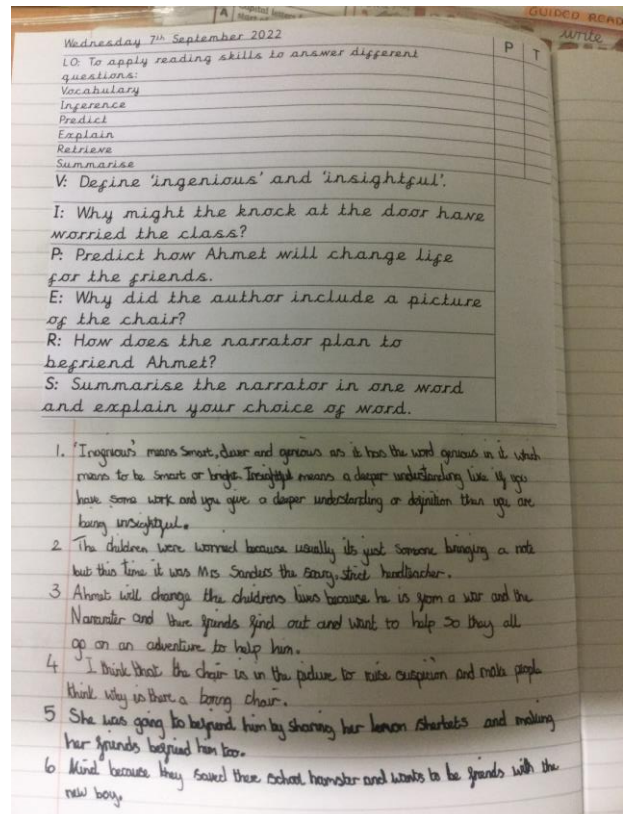 A
GUIDED READ
write
Wednesday 7th September 2022
P T
LO: To apply reading skills to answer different
questions:
Vocabulary
Inference
Predict
Explain
Retrieve
Summarise
V: Define 'ingenious' and 'insightful'.
I: Why might the knock at the door have
worried the class?
P: Predict how Ahmet will change life
for the friends.
E: Why did the author include a picture
of the chair?
R: How does the narrator plan to
befriend Ahmet?
S: Summarise the narrator in one word
and explain your choice of word.
1. means Smart, and as it has the word in it which
means to be smart or bright. Insightful means a deeper understanding like if you
have some work and you give a deeper understanding or definition then you are
being insightful.
2 The children were worried because usually its just someone bringing a note
but this time it was Mrs Sanders the scary, strict headteacher.
3 Ahmet will change the childrens lives because he is from a war and the
and there friends find out and want to help so they all
go on an adventure to help him.
4 I think that the chair is in the picture to raise suspision and make people
think why is there a boring chair.
5 She was going to befriend him by sharing her lemon sherbets and making
her friends befriend him too.
6 Kind because they saved there school hamster and wants to be friends with the
new boy.